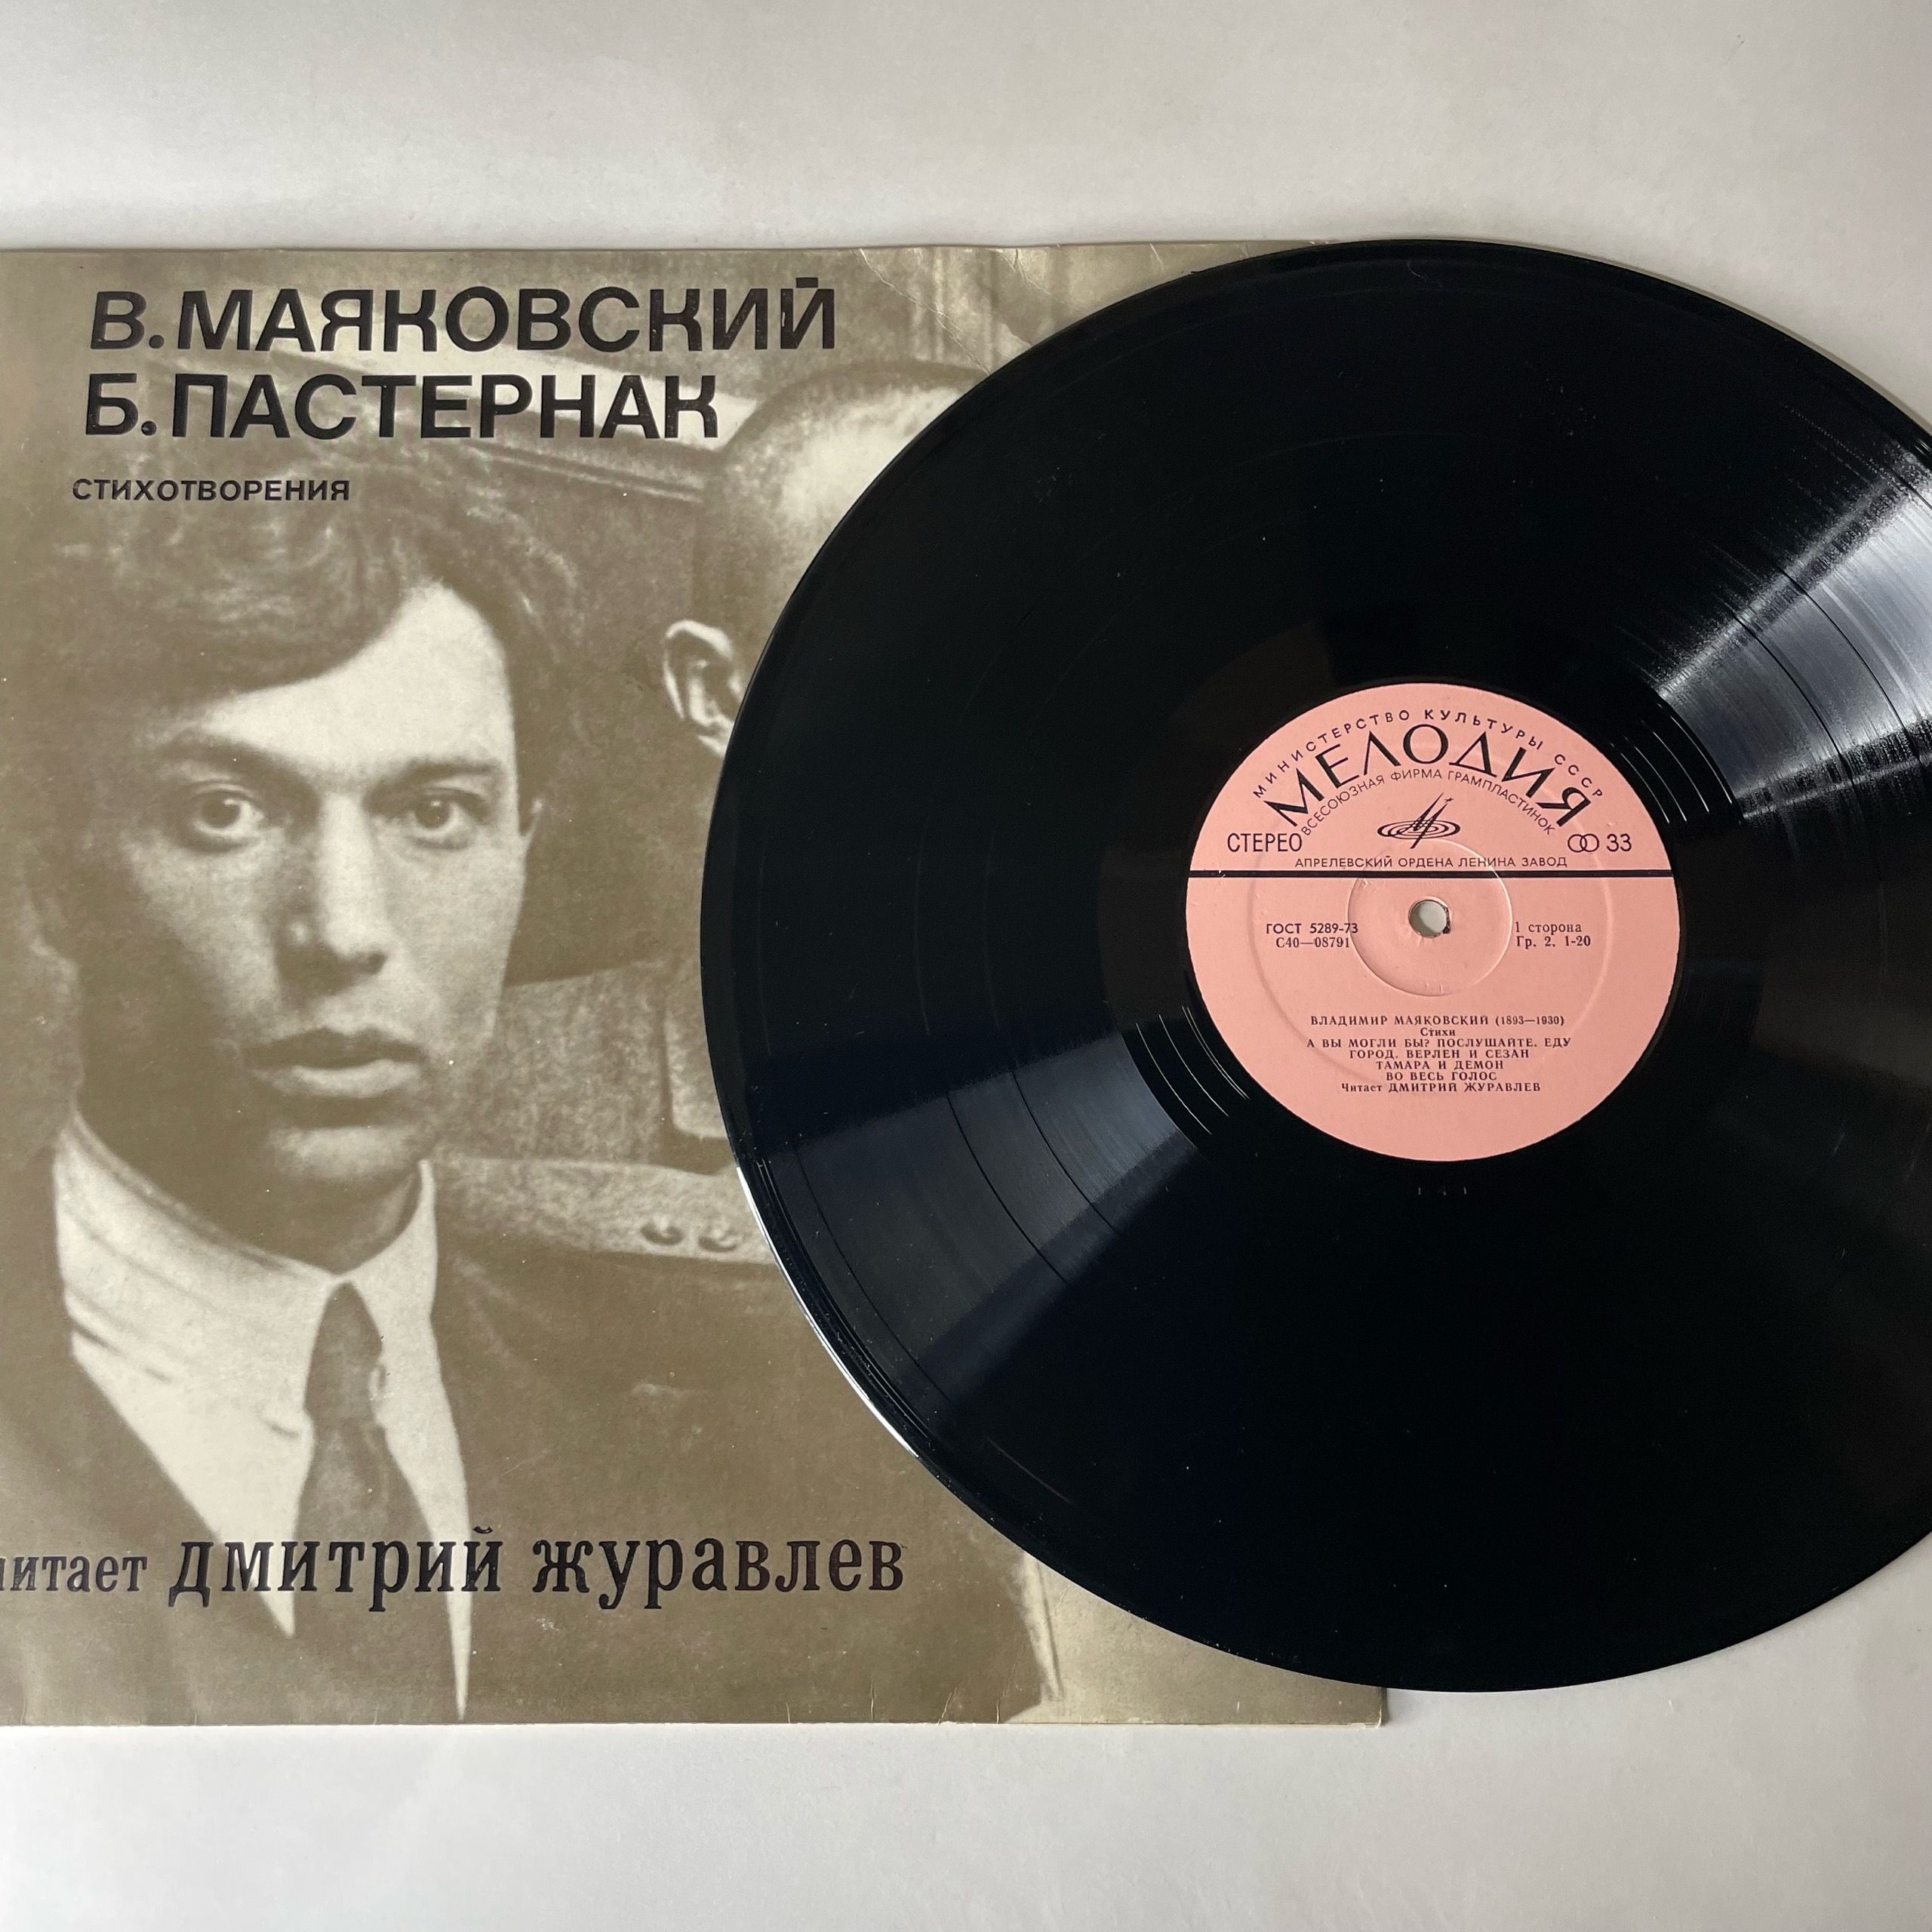 В.МАЯКОВСКИЙ
Б.ПАСТЕРНАК
СТИХОТВОРЕНИЯ
читает дмитрий журавлев
МИНИСТЕРСТВО КУЛЬТУРЫ СССР
МЕЛОДИЯ
ВСЕСОЮЗНАЯ ФИРМА ГРАМПЛАСТИНОК
СТЕРЕО 33
АПРЕЛЕВСКИЙ ОРДЕНА ЛЕНИНА ЗАВОД
ГОСТ 5289-73 1 сторона
С40—08791 Гр. 2. 1-20
ВЛАДИМИР МАЯКОВСКИЙ (1893—1930)
Стихи
А ВЫ МОГЛИ БЫ? ПОСЛУШАЙТЕ. ЕДУ
ГОРОД. ВЕРЛЕН И СЕЗАН
ТАМАРА И ДЕМОН
ВО ВЕСЬ ГОЛОС
Читает ДМИТРИЙ ЖУРАВЛЕВ